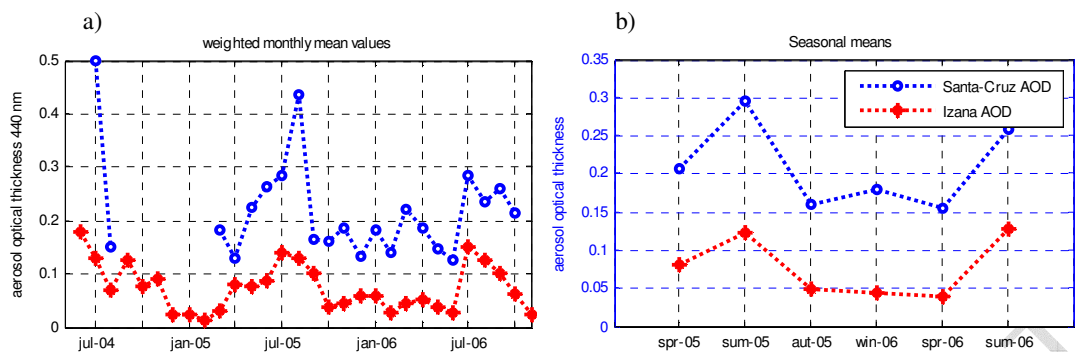 a)
weighted monthly mean values
aerosol optical thickness 440 nm
0.5
0.4
0.3
0.2
0.1
0
jul-04
jan-05
jul-05
jan-06
jul-06
b)
Seasonal means
aerosol optical thickness
0.35
0.3
0.25
0.2
0.15
0.1
0.05
0
Santa-Cruz AOD
Izana AOD
spr-05
sum-05
aut-05
win-06
spr-06
sum-06